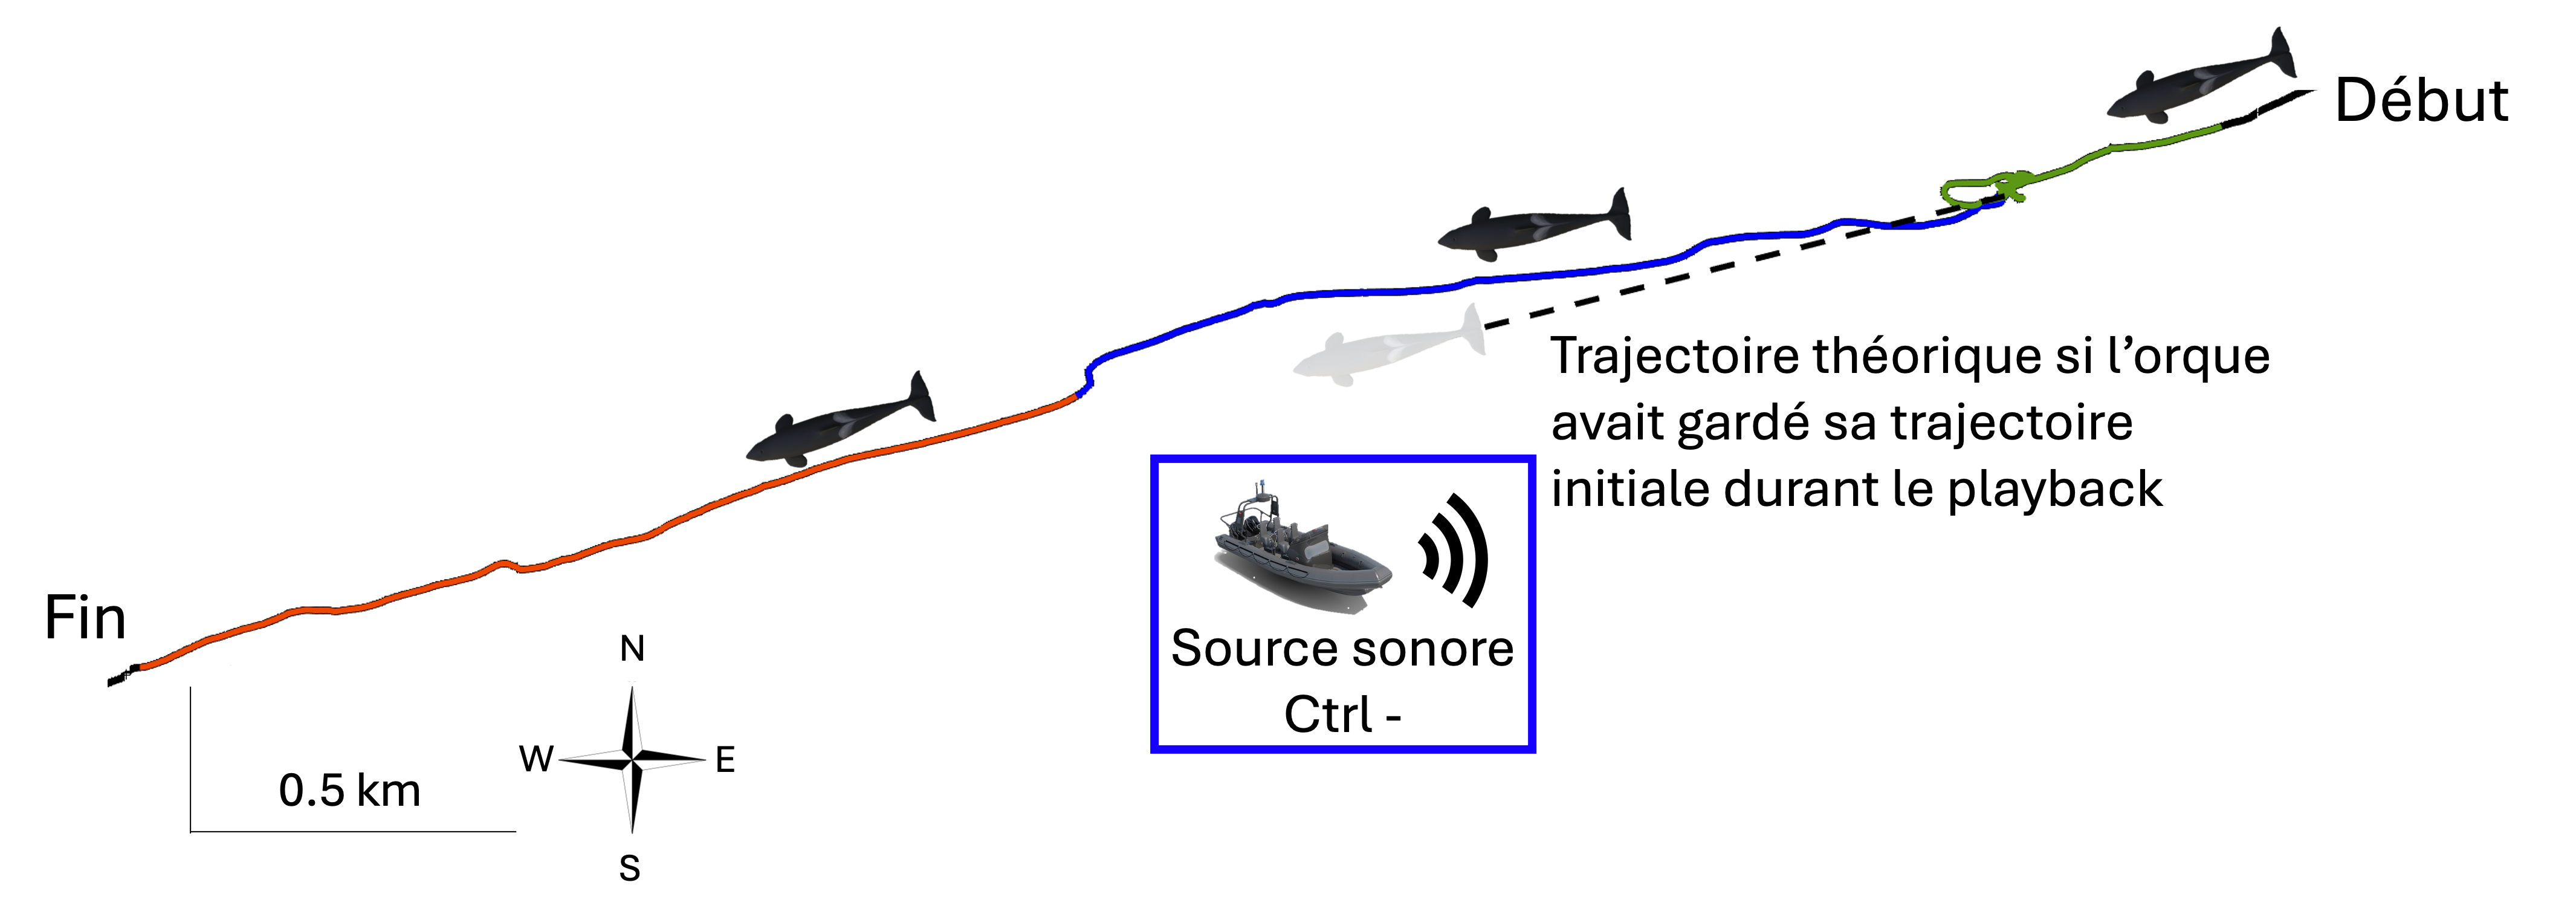 Début
Trajectoire théorique si l’orque
avait gardé sa trajectoire
initiale durant le playback
Source sonore
Ctrl -
Fin
0.5 km
N
W
E
S